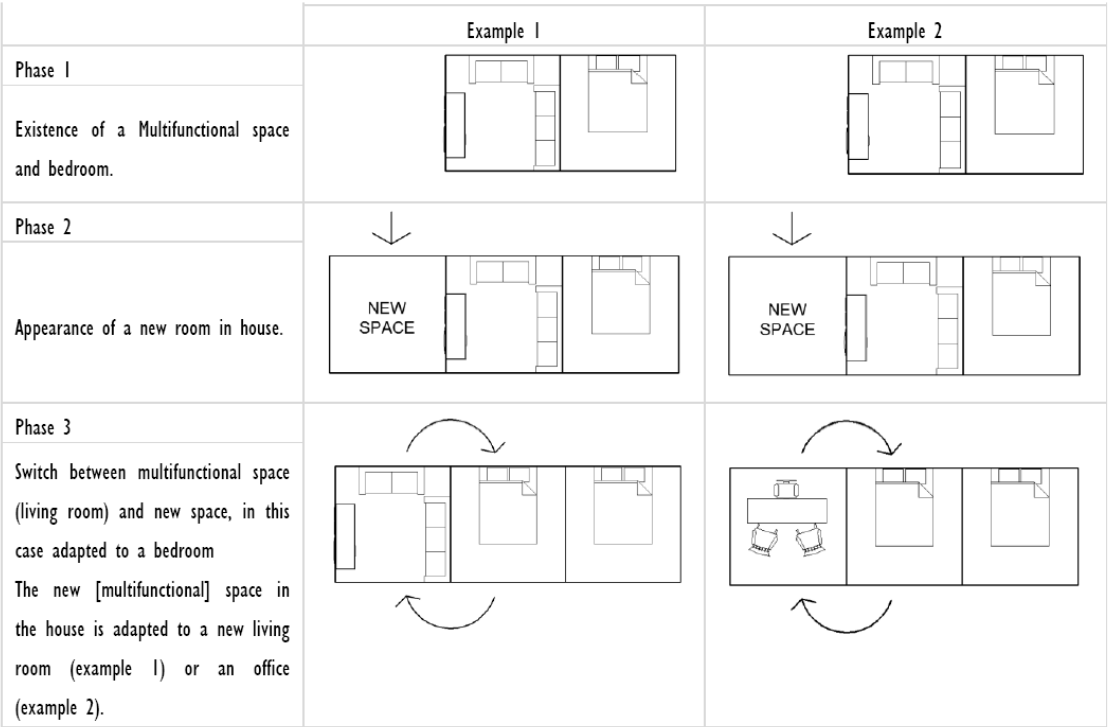 Example 1
Example 2
Phase 1
Existence of a Multifunctional space
and bedroom.
Phase 2
NEW
SPACE
NEW
SPACE
Appearance of a new room in house.
Phase 3
Switch between multifunctional space
(living room) and new space, in this
case adapted to a bedroom
The new [multifunctional] space in
the house is adapted to a new living
room (example 1) or an office
(example 2).